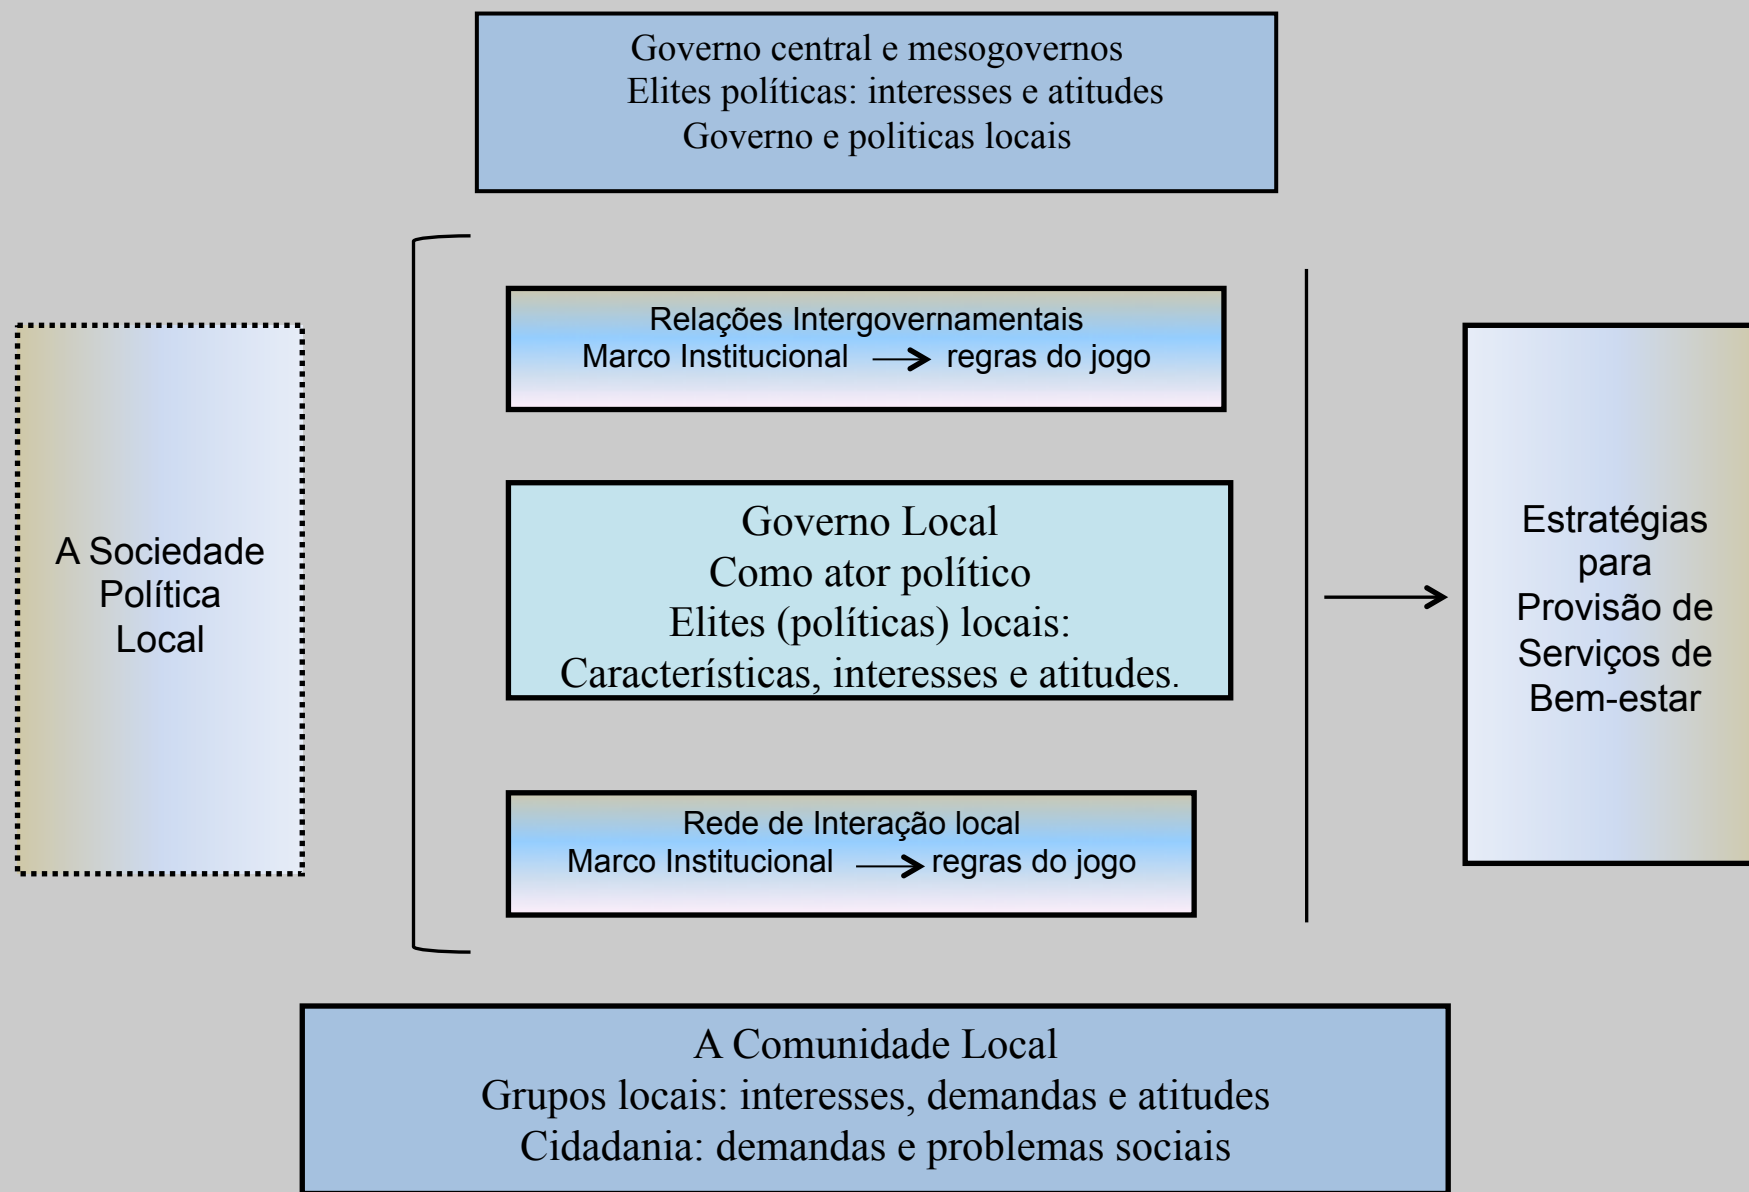 Governo central e mesogovernos
Elites políticas: interesses e atitudes
Governo e politicas locais
Relações Intergovernamentais
Marco Institucional → regras do jogo
A Sociedade
Política
Local
Governo Local
Como ator político
Elites (políticas) locais:
Características, interesses e atitudes.
Estratégias
para
Provisão de
Serviços de
Bem-estar
Rede de Interação local
Marco Institucional → regras do jogo
A Comunidade Local
Grupos locais: interesses, demandas e atitudes
Cidadania: demandas e problemas sociais